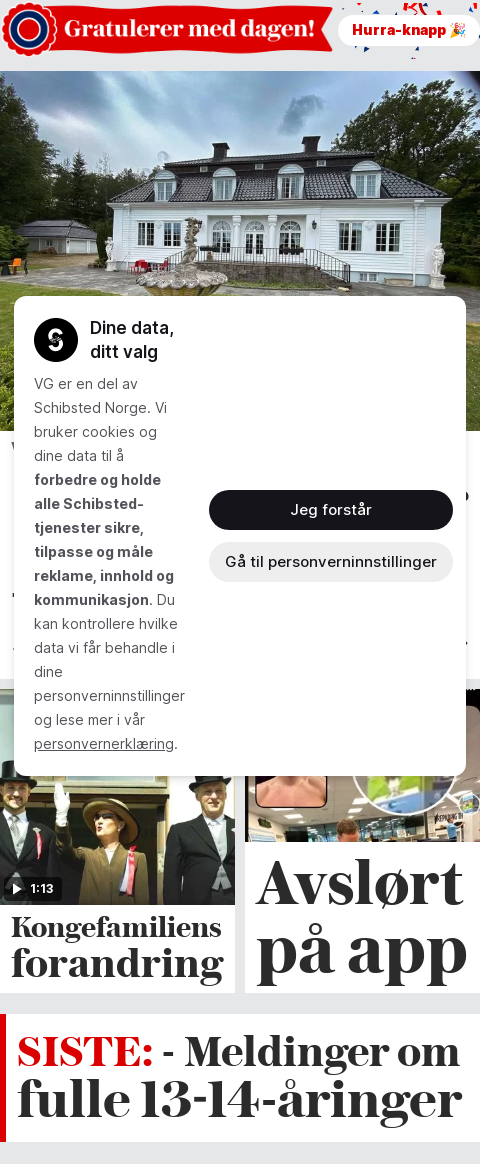 Gratulerer med dagen!
Hurra-knapp 🎉
Dine data,
ditt valg
VG er en del av
Schibsted Norge. Vi
bruker cookies og
dine data til å
forbedre og holde
alle Schibsted-
tjenester sikre,
tilpasse og måle
reklame, innhold og
kommunikasjon. Du
kan kontrollere hvilke
data vi får behandle i
dine
personverninnstillinger
og lese mer i vår
personvernerklæring.
Jeg forstår
Gå til personverninnstillinger
1:13
Kongefamiliens
forandring
Avslørt
på app
SISTE: - Meldinger om
fulle 13-14-åringer